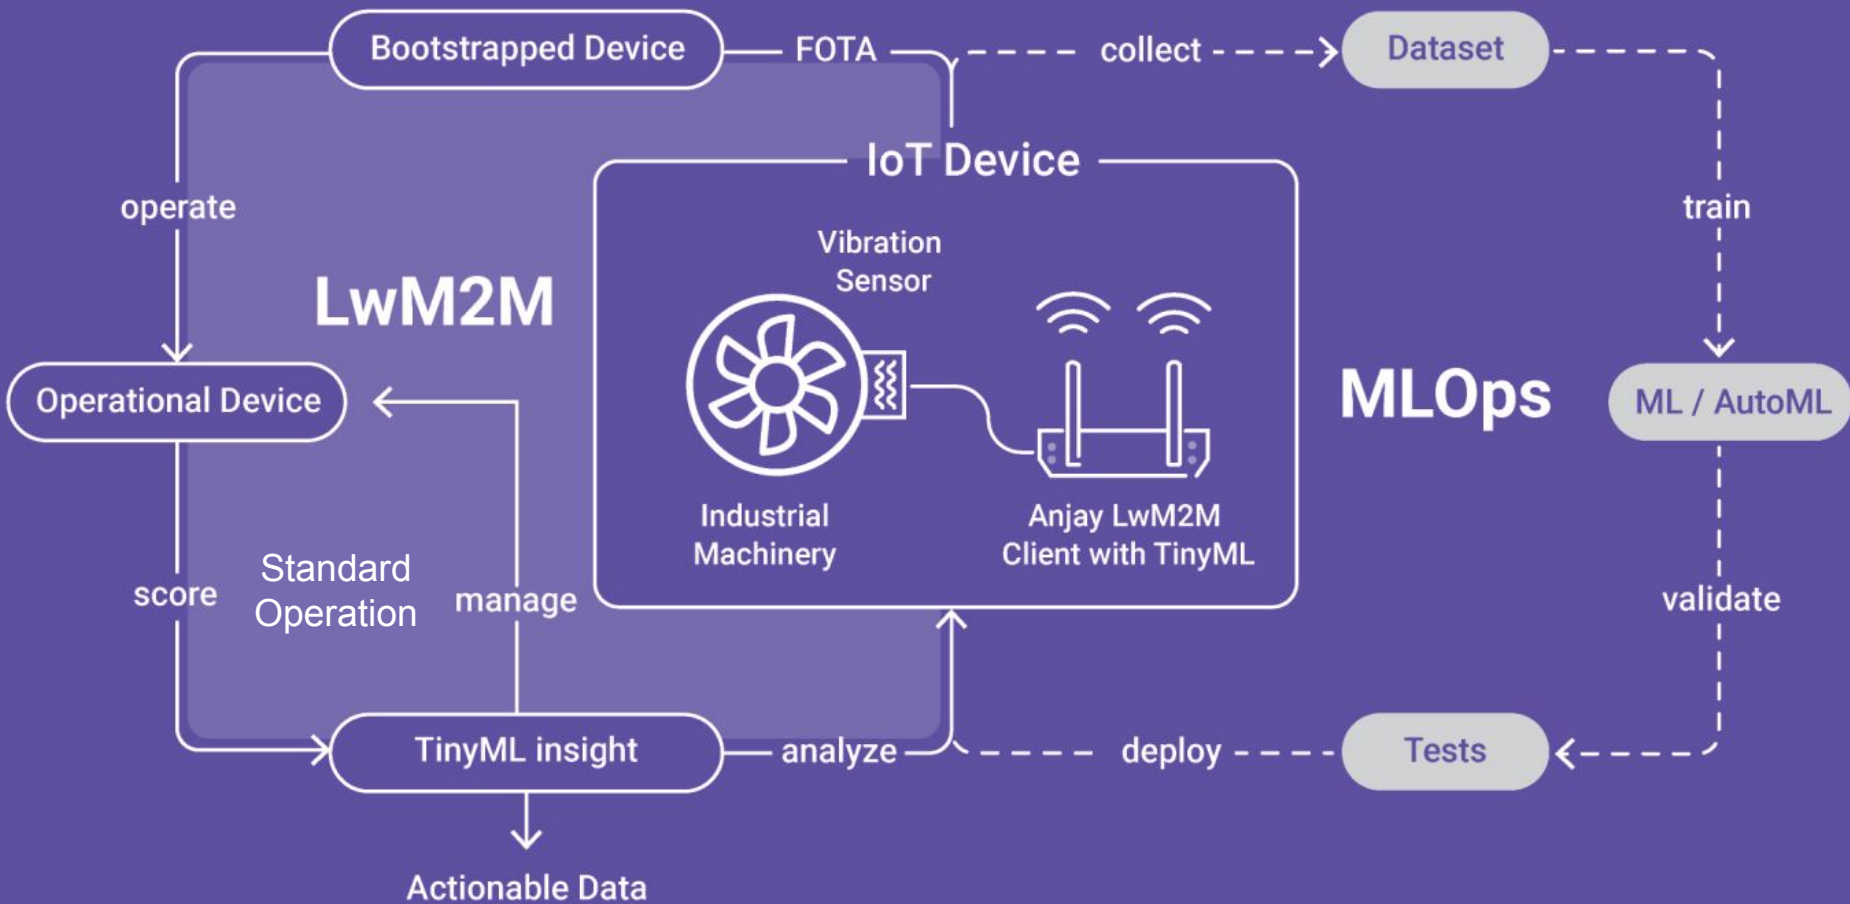 Bootstrapped Device
FOTA
collect
Dataset
IoT Device
operate
train
Vibration
Sensor
LwM2M
MLOps
Operational Device
ML / AutoML
Industrial
Machinery
Anjay LwM2M
Client with TinyML
Standard
Operation
score
manage
validate
TinyML insight
analyze
deploy
Tests
Actionable Data